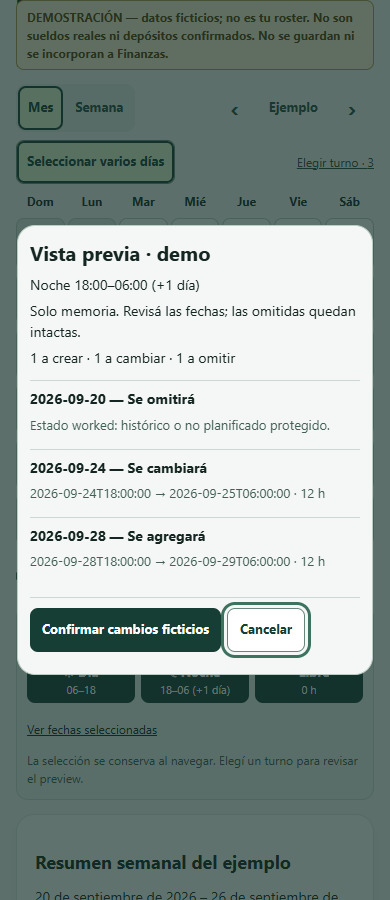 DEMOSTRACIÓN — datos ficticios; no es tu roster. No son
sueldos reales ni depósitos confirmados. No se guardan ni
se incorporan a Finanzas.
Mes
Semana
‹
Ejemplo
›
Seleccionar varios días
Elegir turno · 3
Dom Lun Mar Mié Jue Vie Sáb
Vista previa · demo
Noche 18:00–06:00 (+1 día)
Solo memoria. Revisá las fechas; las omitidas quedan
intactas.
1 a crear · 1 a cambiar · 1 a omitir
2026-09-20 — Se omitirá
Estado worked: histórico o no planificado protegido.
2026-09-24 — Se cambiará
2026-09-24T18:00:00 → 2026-09-25T06:00:00 · 12 h
2026-09-28 — Se agregará
2026-09-28T18:00:00 → 2026-09-29T06:00:00 · 12 h
Confirmar cambios ficticios
Cancelar
06–18
18–06 (+1 día)
0 h
Ver fechas seleccionadas
La selección se conserva al navegar. Elegí un turno para revisar
el preview.
Resumen semanal del ejemplo
20 de septiembre de 2026 – 26 de septiembre de